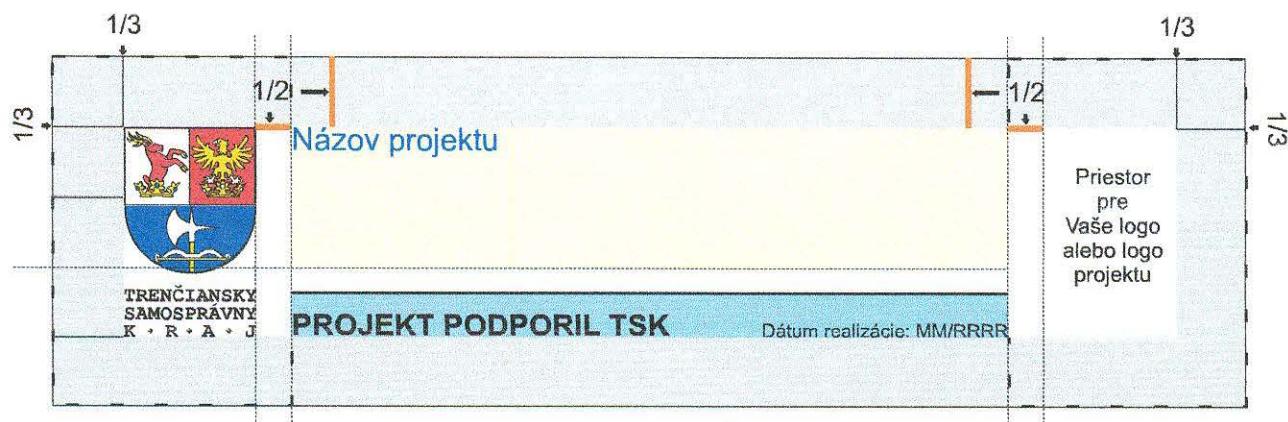 1/3
1/3
1/2
1/2
1/3
1/3
Názov projektu
Priestor
pre
Vaše logo
alebo logo
projektu
TRENČIANSKY
SAMOSPRÁVNY
K · R · A · J
PROJEKT PODPORIL TSK
Dátum realizácie: MM/RRRR